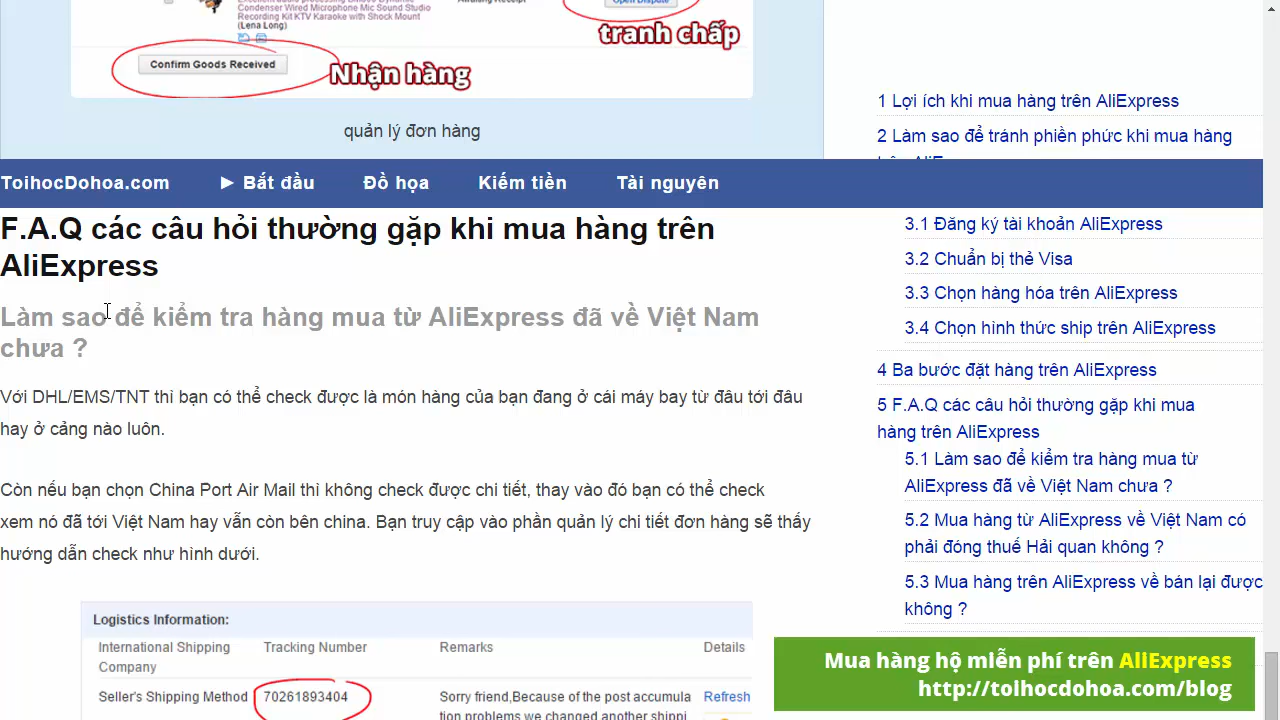 Condenser Wired Microphone Mic Sound Studio
Recording Kit KTV Karaoke with Shock Mount
(Lena Long)
Open Dispute
tranh chấp
Confirm Goods Received
Nhận hàng
quản lý đơn hàng
1 Lợi ích khi mua hàng trên AliExpress
2 Làm sao để tránh phiền phức khi mua hàng
ToihocDohoa.com ► Bắt đầu Đồ họa Kiếm tiền Tài nguyên
F.A.Q các câu hỏi thường gặp khi mua hàng trên
AliExpress
Làm sao để kiểm tra hàng mua từ AliExpress đã về Việt Nam
chưa ?
Với DHL/EMS/TNT thì bạn có thể check được là món hàng của bạn đang ở cái máy bay từ đâu tới đâu
hay ở cảng nào luôn.
Còn nếu bạn chọn China Port Air Mail thì không check được chi tiết, thay vào đó bạn có thể check
xem nó đã tới Việt Nam hay vẫn còn bên china. Bạn truy cập vào phần quản lý chi tiết đơn hàng sẽ thấy
hướng dẫn check như hình dưới.
Logistics Information:
International Shipping Company Tracking Number Remarks Details
Seller's Shipping Method 70261893404 Sorry friend,Because of the post accumula Refresh
tion problems we changed another shippi
3.1 Đăng ký tài khoản AliExpress
3.2 Chuẩn bị thẻ Visa
3.3 Chọn hàng hóa trên AliExpress
3.4 Chọn hình thức ship trên AliExpress
4 Ba bước đặt hàng trên AliExpress
5 F.A.Q các câu hỏi thường gặp khi mua
hàng trên AliExpress
5.1 Làm sao để kiểm tra hàng mua từ
AliExpress đã về Việt Nam chưa ?
5.2 Mua hàng từ AliExpress về Việt Nam có
phải đóng thuế Hải quan không ?
5.3 Mua hàng trên AliExpress về bán lại được
không ?
Mua hàng hộ miễn phí trên AliExpress
http://toihocdohoa.com/blog